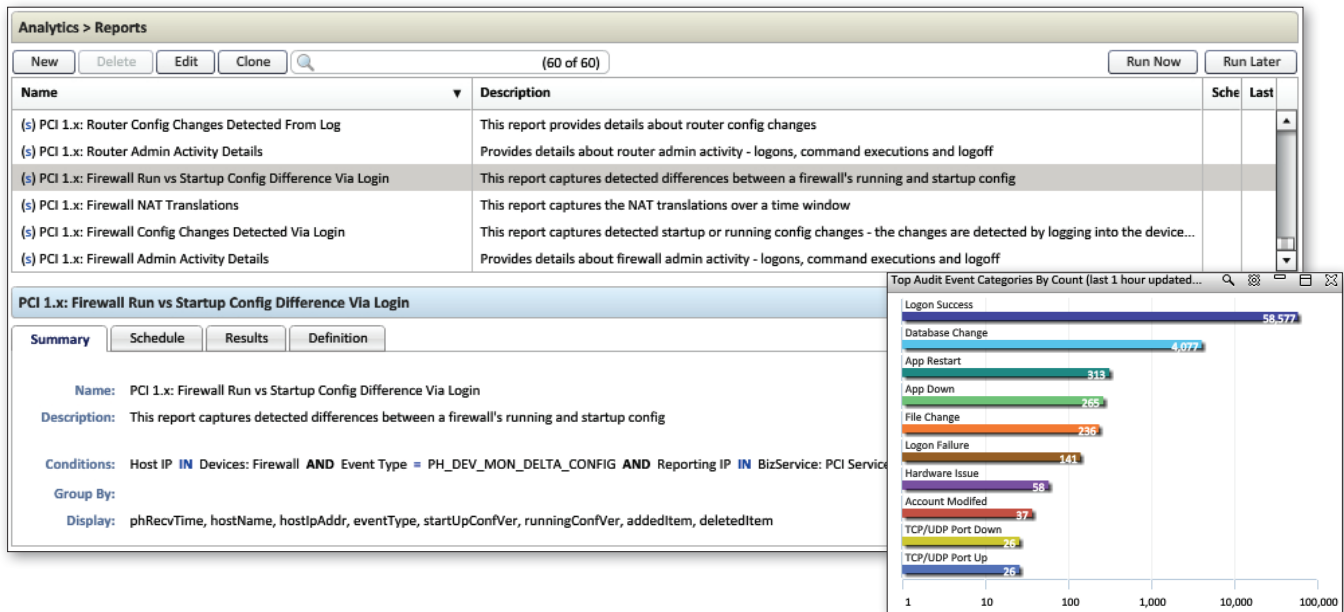 Analytics > Reports
New Delete Edit Clone (60 of 60) Run Now Run Later
Name ▼ Description Sche Last
(s) PCI 1.x: Router Config Changes Detected From Log This report provides details about router config changes
(s) PCI 1.x: Router Admin Activity Details Provides details about router admin activity - logons, command executions and logoff
(s) PCI 1.x: Firewall Run vs Startup Config Difference Via Login This report captures detected differences between a firewall's running and startup config
(s) PCI 1.x: Firewall NAT Translations This report captures the NAT translations over a time window
(s) PCI 1.x: Firewall Config Changes Detected Via Login This report captures detected startup or running config changes - the changes are detected by logging into the device...
(s) PCI 1.x: Firewall Admin Activity Details Provides details about firewall admin activity - logons, command executions and logoff
PCI 1.x: Firewall Run vs Startup Config Difference Via Login
Summary Schedule Results Definition
Name: PCI 1.x: Firewall Run vs Startup Config Difference Via Login
Description: This report captures detected differences between a firewall's running and startup config
Conditions: Host IP IN Devices: Firewall AND Event Type = PH_DEV_MON_DELTA_CONFIG AND Reporting IP IN BizService: PCI Service
Group By:
Display: phRecvTime, hostName, hostIpAddr, eventType, startUpConfVer, runningConfVer, addedItem, deletedItem
Top Audit Event Categories By Count (last 1 hour updated...
Logon Success
58,577
Database Change
4,077
App Restart
313
App Down
265
File Change
236
Logon Failure
141
Hardware Issue
58
Account Modifed
37
TCP/UDP Port Down
26
TCP/UDP Port Up
26
1 10 100 1,000 10,000 100,000